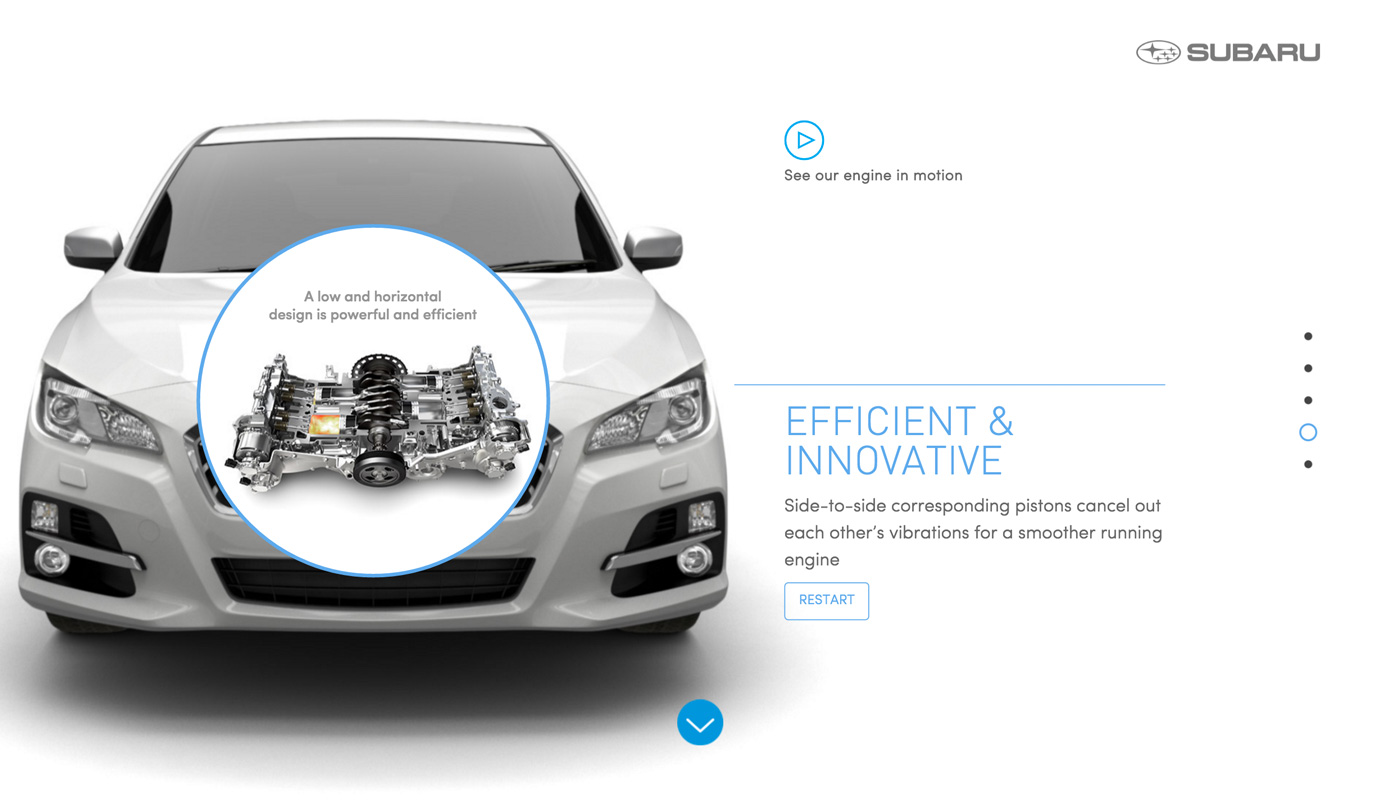 SUBARU
See our engine in motion
A low and horizontal
design is powerful and efficient
EFFICIENT &
INNOVATIVE
Side-to-side corresponding pistons cancel out
each other’s vibrations for a smoother running
engine
RESTART